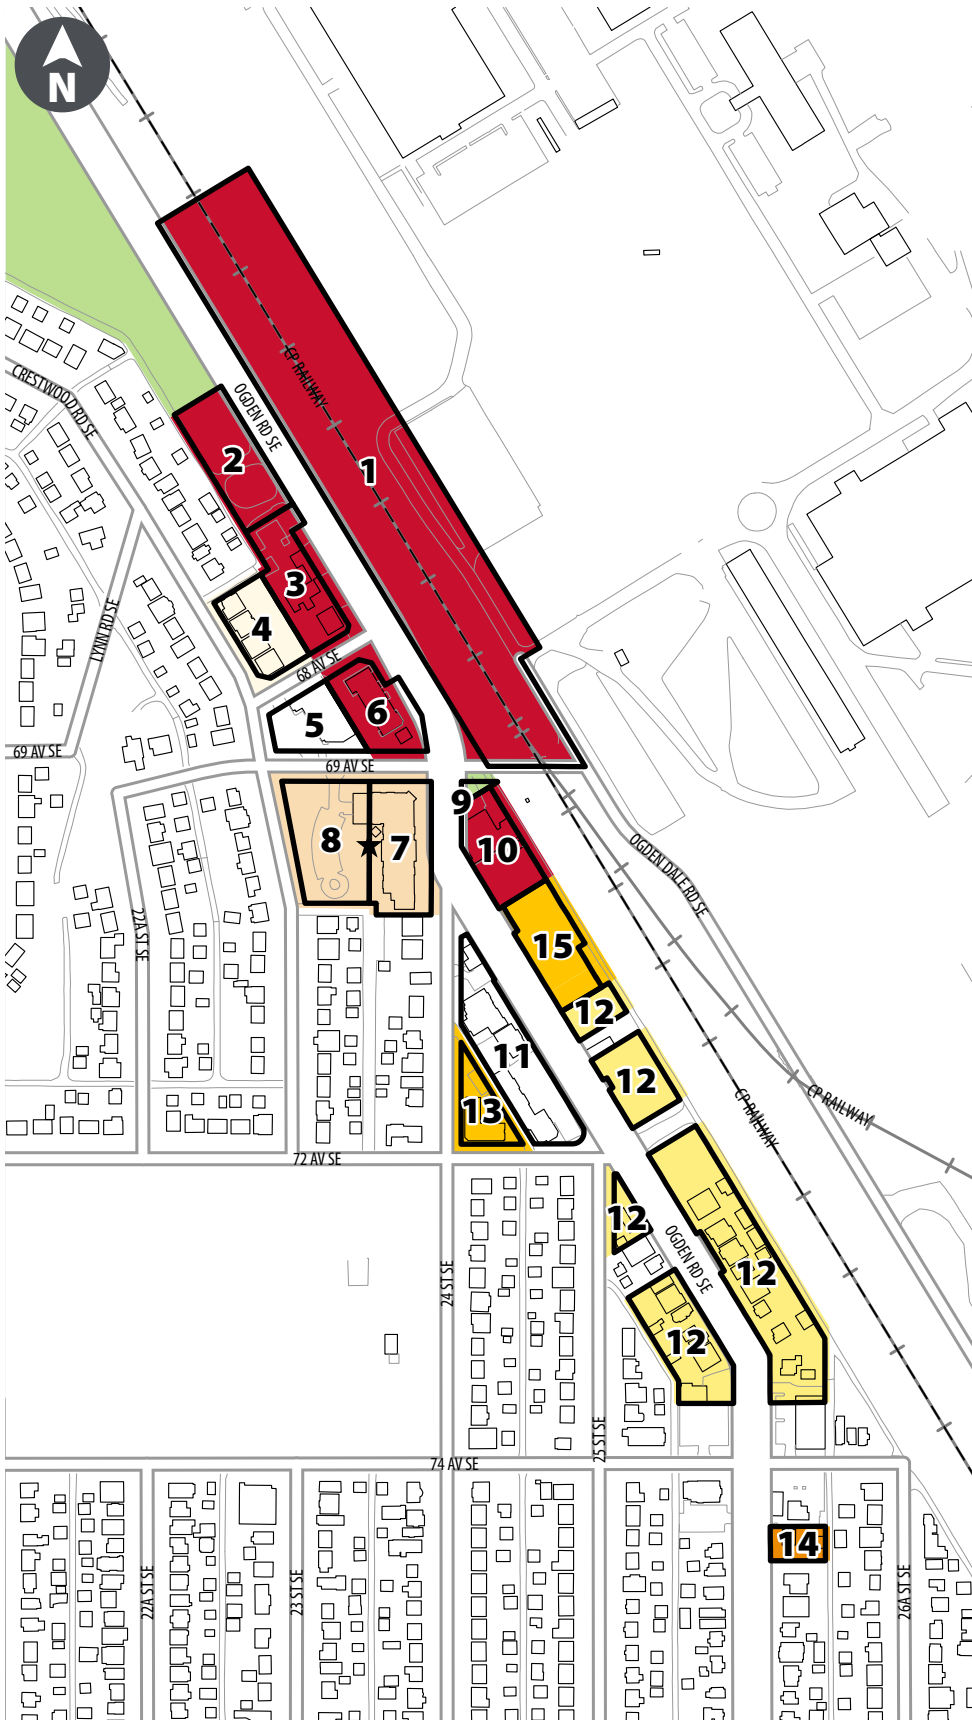 N
CRESTWOOD RD SE
OGDEN RD SE
CP RAILWAY
1
2
3
4
LYNN RD SE
68 AV SE
5
6
69 AV SE
69 AV SE
9
8
7
10
OGDEN DALE RD SE
22A ST SE
15
12
11
12
13
CP RAILWAY
CP RAILWAY
72 AV SE
12
OGDEN RD SE
12
24 ST SE
12
25 ST SE
74 AV SE
14
22A ST SE
23 ST SE
26A ST SE